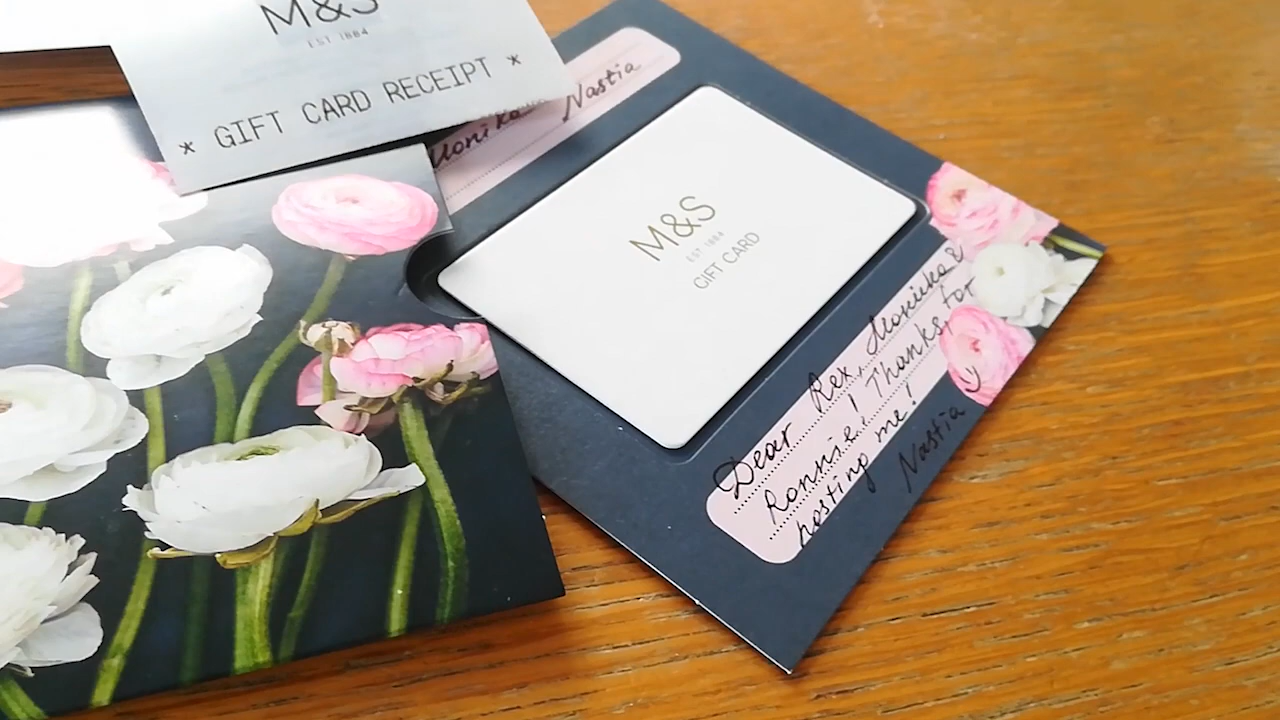 M&S
EST 1884
* GIFT CARD RECEIPT *
Monika
Nastia
M&S
EST 1884
GIFT CARD
Dear Rex, Monika &
Ronnie! Thanks for
hosting me!
Nastia